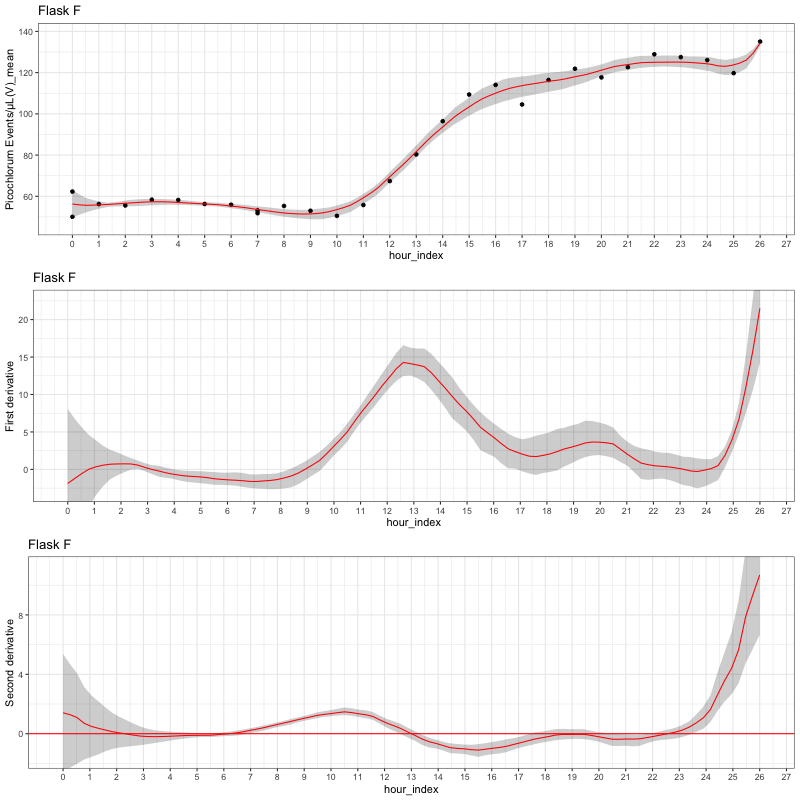 Flask F
Picochlorum Events/µL(V)_mean
140
120
100
80
60
0 1 2 3 4 5 6 7 8 9 10 11 12 13 14 15 16 17 18 19 20 21 22 23 24 25 26 27
hour_index
Flask F
First derivative
20
15
10
5
0
0 1 2 3 4 5 6 7 8 9 10 11 12 13 14 15 16 17 18 19 20 21 22 23 24 25 26 27
hour_index
Flask F
Second derivative
8
4
0
0 1 2 3 4 5 6 7 8 9 10 11 12 13 14 15 16 17 18 19 20 21 22 23 24 25 26 27
hour_index